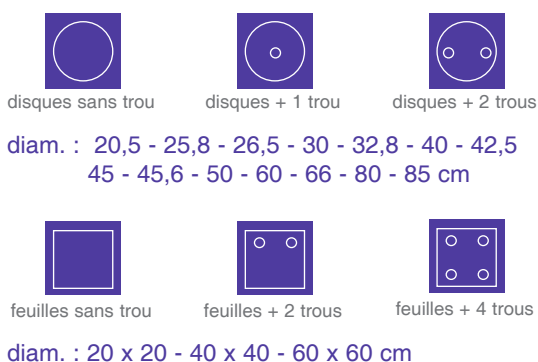 disques sans trou
disques + 1 trou
disques + 2 trous
diam. : 20,5 - 25,8 - 26,5 - 30 - 32,8 - 40 - 42,5
45 - 45,6 - 50 - 60 - 66 - 80 - 85 cm
feuilles sans trou
feuilles + 2 trous
feuilles + 4 trous
diam. : 20 x 20 - 40 x 40 - 60 x 60 cm